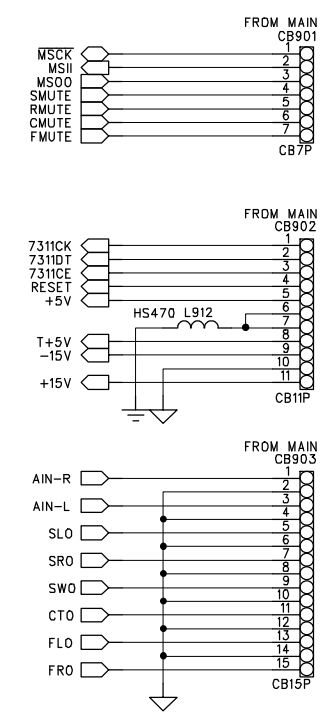 FROM MAIN
CB901
MSCK 1
MSII 2
MSOO 3
SMUTE 4
RMUTE 5
CMUTE 6
FMUTE 7
CB7P
FROM MAIN
CB902
7311CK 1
7311DT 2
7311CE 3
RESET 4
+5V 5
6
HS470 L912
7
T+5V 8
-15V 9
10
+15V 11
CB11P
FROM MAIN
CB903
AIN-R 1
2
AIN-L 3
4
SLO 5
6
SRO 7
8
SWO 9
10
CTO 11
12
FLO 13
14
FRO 15
CB15P